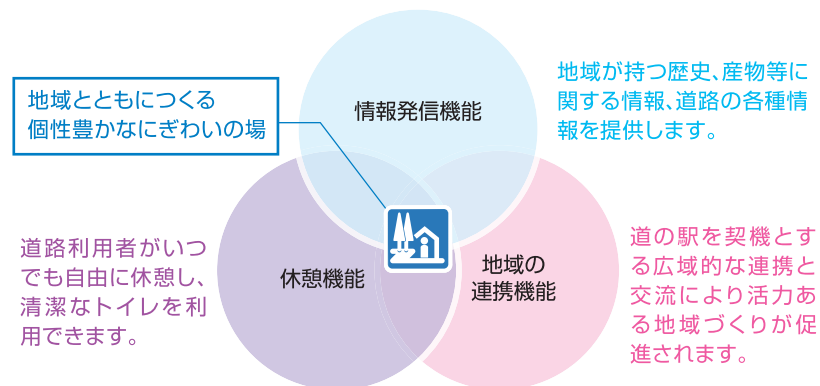 地域とともにつくる
個性豊かなにぎわいの場
情報発信機能
地域が持つ歴史、産物等に
関する情報、道路の各種情
報を提供します。
道路利用者がいつ
でも自由に休憩し、
清潔なトイレを利
用できます。
休憩機能
地域の
連携機能
道の駅を契機とす
る広域的な連携と
交流により活力あ
る地域づくりが促
進されます。